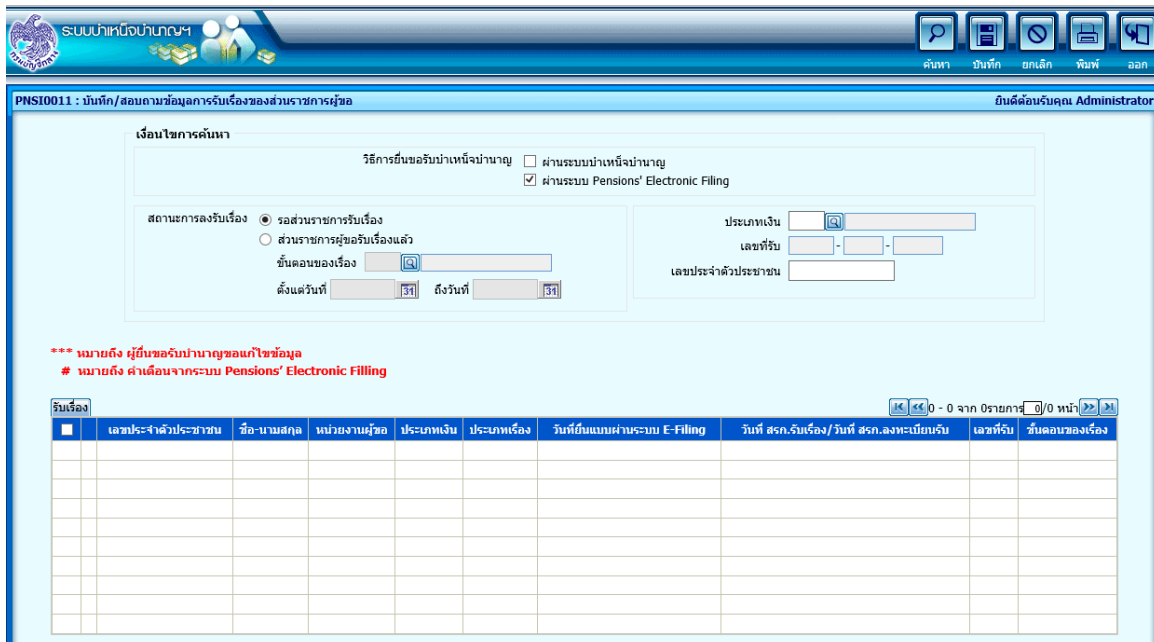 ระบบบำเหน็จบำนาญฯ
กรมบัญชีกลาง
ค้นหา บันทึก ยกเลิก พิมพ์ ออก
PNSI0011 : บันทึก/สอบถามข้อมูลการรับเรื่องของส่วนราชการผู้ขอ ยินดีต้อนรับคุณ Administrator
เงื่อนไขการค้นหา
วิธีการยื่นขอรับบำเหน็จบำนาญ ผ่านระบบบำเหน็จบำนาญ
ผ่านระบบ Pensions' Electronic Filing
สถานะการลงรับเรื่อง รอส่วนราชการรับเรื่อง ประเภทเงิน
ส่วนราชการผู้ขอรับเรื่องแล้ว เลขที่รับ - -
ขั้นตอนของเรื่อง เลขประจำตัวประชาชน
ตั้งแต่วันที่ 31 ถึงวันที่ 31
*** หมายถึง ผู้ยื่นขอรับบำนาญขอแก้ไขข้อมูล
# หมายถึง คำเตือนจากระบบ Pensions' Electronic Filling
รับเรื่อง 0 - 0 จาก 0รายการ 0/0 หน้า
เลขประจำตัวประชาชน ชื่อ-นามสกุล หน่วยงานผู้ขอ ประเภทเงิน ประเภทเรื่อง วันที่ยื่นแบบผ่านระบบ E-Filing วันที่ สรก.รับเรื่อง/วันที่ สรก.ลงทะเบียนรับ เลขที่รับ ขั้นตอนของเรื่อง